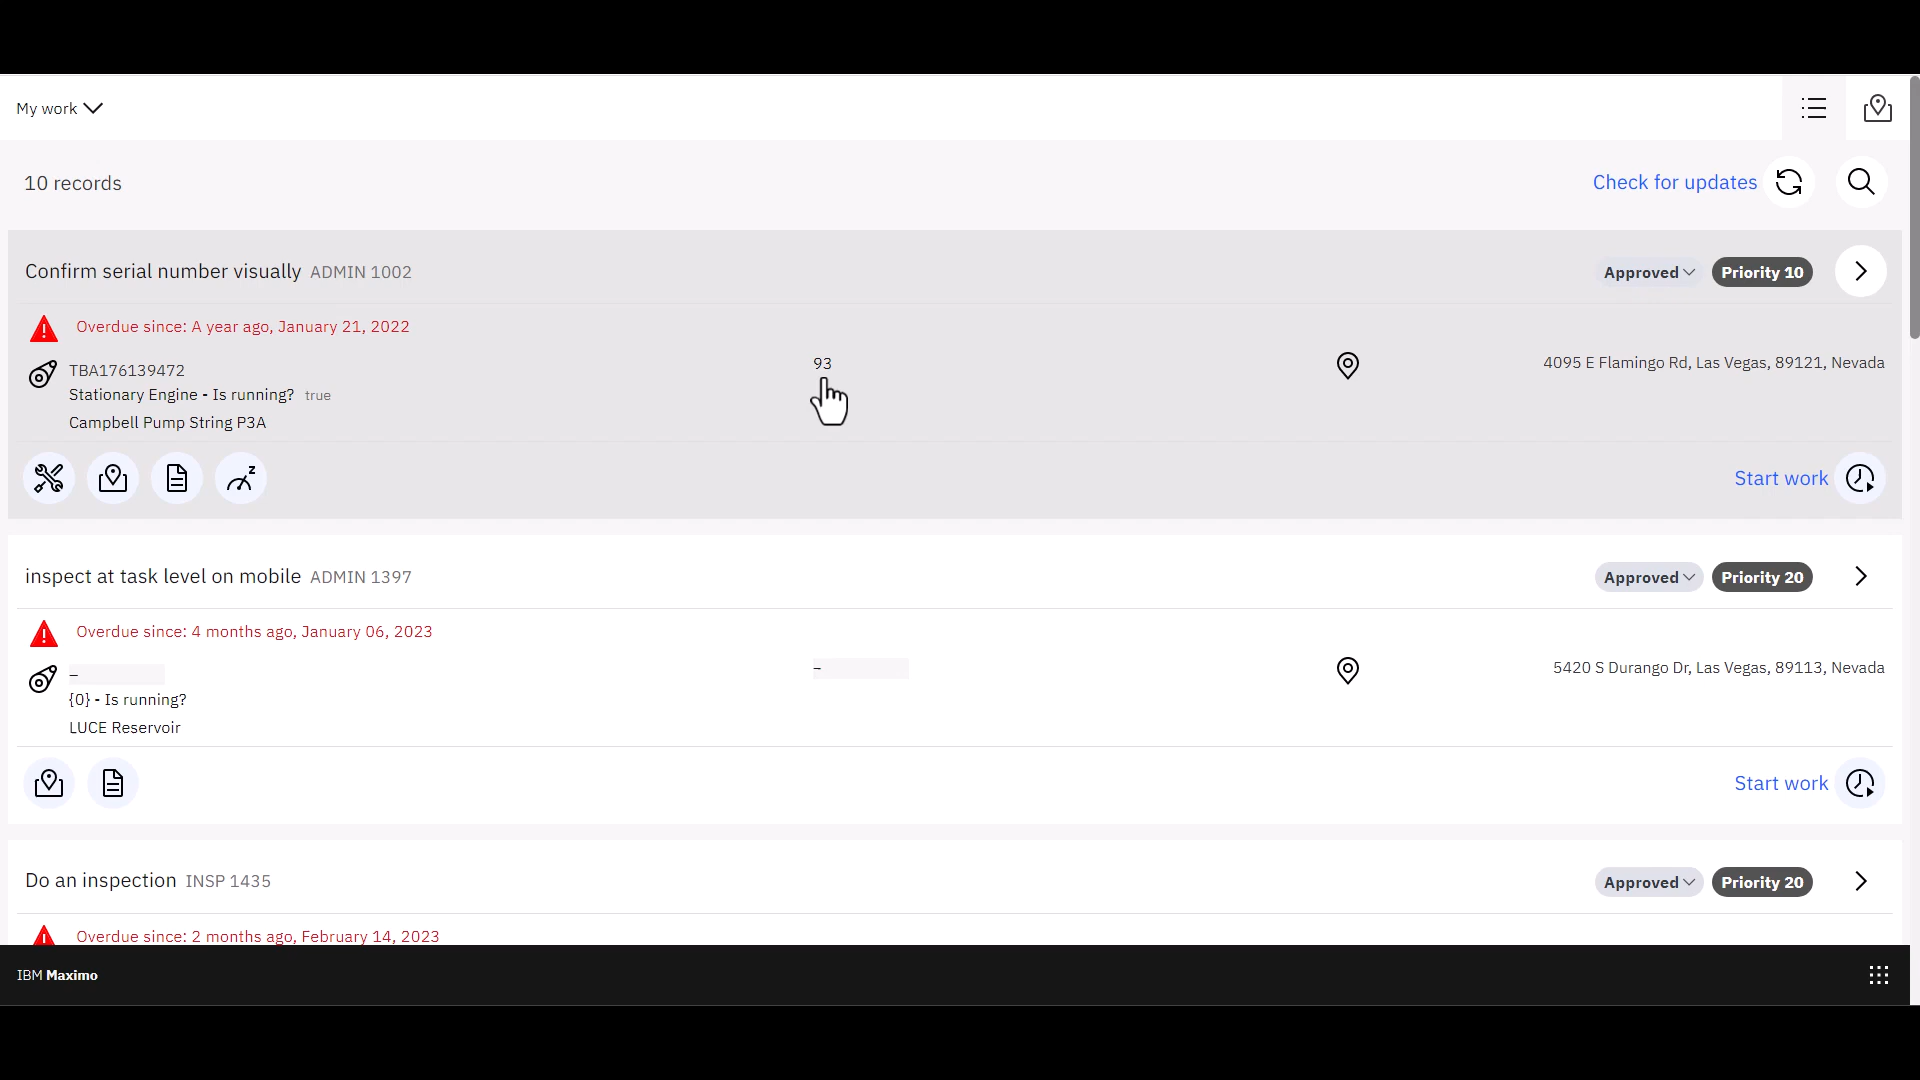 My work
10 records
Check for updates
Confirm serial number visually ADMIN 1002
Approved Priority 10
Overdue since: A year ago, January 21, 2022
TBA176139472
93
4095 E Flamingo Rd, Las Vegas, 89121, Nevada
Stationary Engine - Is running? true
Campbell Pump String P3A
Start work
inspect at task level on mobile ADMIN 1397
Approved Priority 20
Overdue since: 4 months ago, January 06, 2023
–
–
5420 S Durango Dr, Las Vegas, 89113, Nevada
{0} - Is running?
LUCE Reservoir
Start work
Do an inspection INSP 1435
Approved Priority 20
Overdue since: 2 months ago, February 14, 2023
IBM Maximo